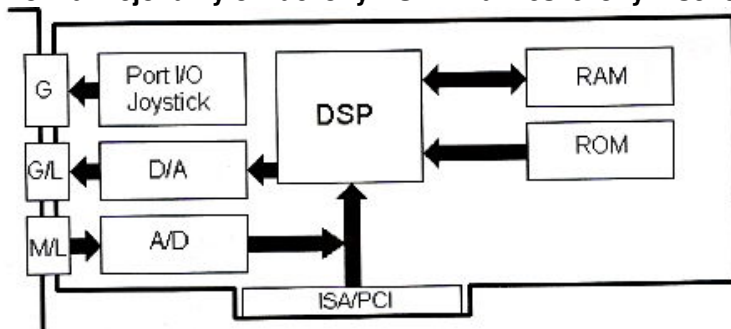 G
Port I/O
Joystick
DSP
RAM
ROM
G/L
D/A
M/L
A/D
ISA/PCI